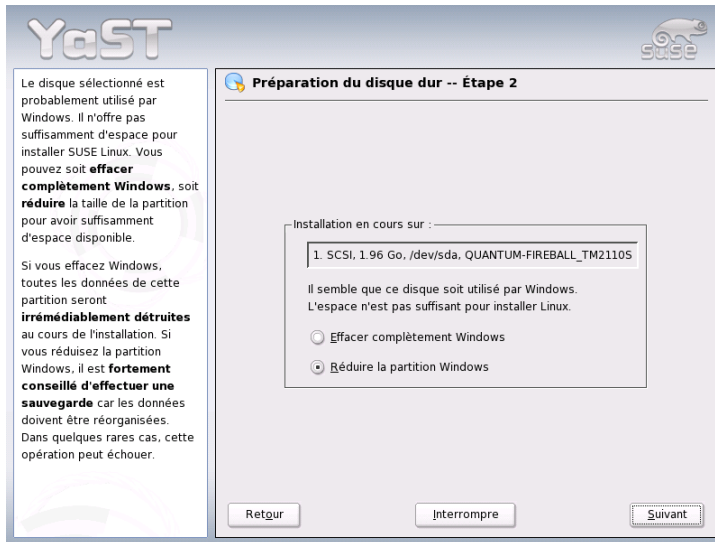 YaST
SUSE
Le disque sélectionné est
probablement utilisé par
Windows. Il n'offre pas
suffisamment d'espace pour
installer SUSE Linux. Vous
pouvez soit effacer
complètement Windows, soit
réduire la taille de la partition
pour avoir suffisamment
d'espace disponible.
Si vous effacez Windows,
toutes les données de cette
partition seront
irrémédiablement détruites
au cours de l'installation. Si
vous réduisez la partition
Windows, il est fortement
conseillé d'effectuer une
sauvegarde car les données
doivent être réorganisées.
Dans quelques rares cas, cette
opération peut échouer.
Préparation du disque dur -- Étape 2
Installation en cours sur :
1. SCSI, 1.96 Go, /dev/sda, QUANTUM-FIREBALL_TM2110S
Il semble que ce disque soit utilisé par Windows.
L'espace n'est pas suffisant pour installer Linux.
Effacer complètement Windows
Réduire la partition Windows
Retour
Interrompre
Suivant